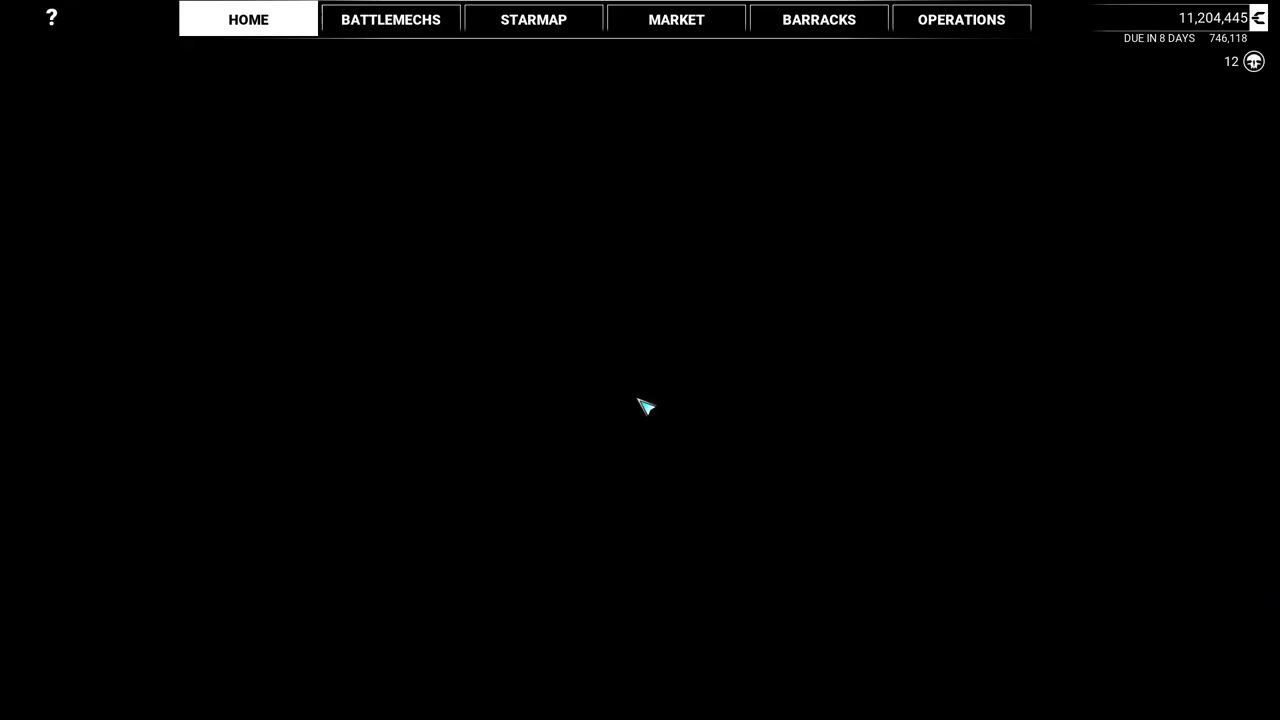 ?
HOME
BATTLEMECHS
STARMAP
MARKET
BARRACKS
OPERATIONS
11,204,445
DUE IN 8 DAYS 746,118
12